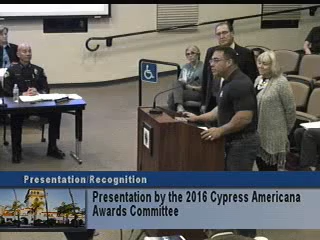 Presentation/Recognition
Presentation by the 2016 Cypress Americana
Awards Committee